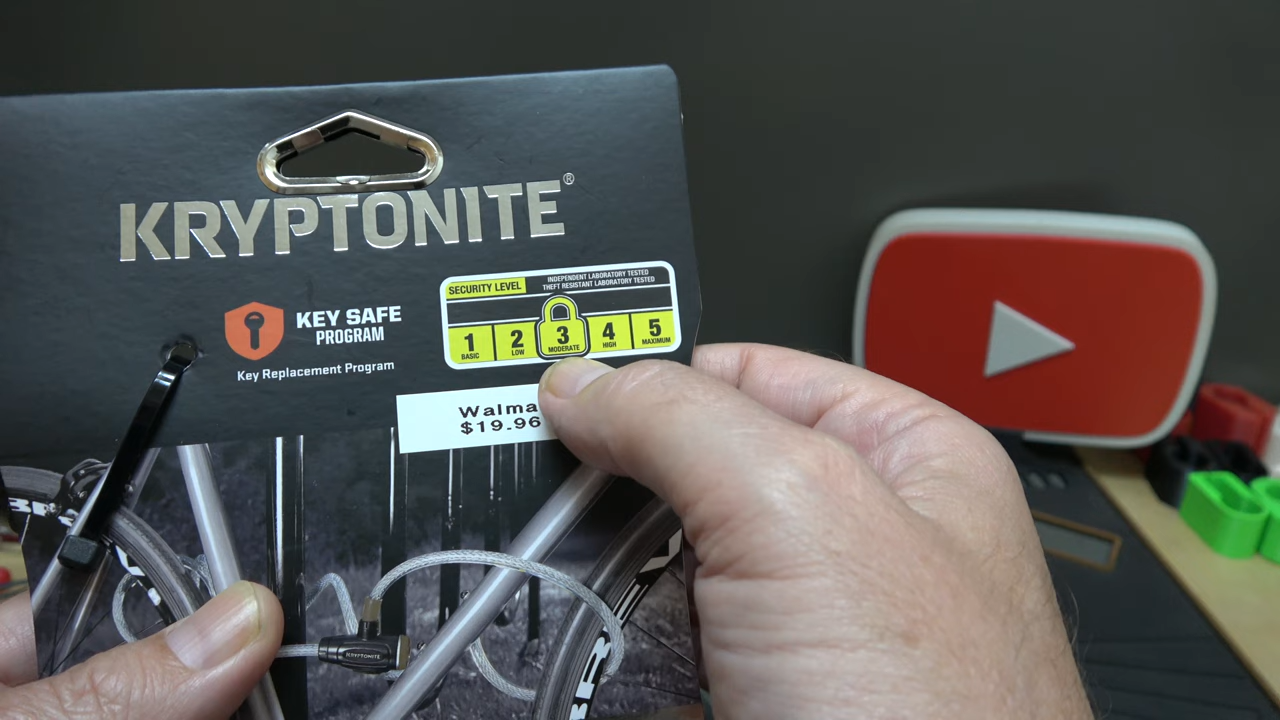 KRYPTONITE®
SECURITY LEVEL
INDEPENDENT LABORATORY TESTED
THEFT RESISTANT LABORATORY TESTED
1 2 3 4 5
BASIC LOW MODERATE HIGH MAXIMUM
KEY SAFE
PROGRAM
Key Replacement Program
Walma
$19.96
KRYPTONITE